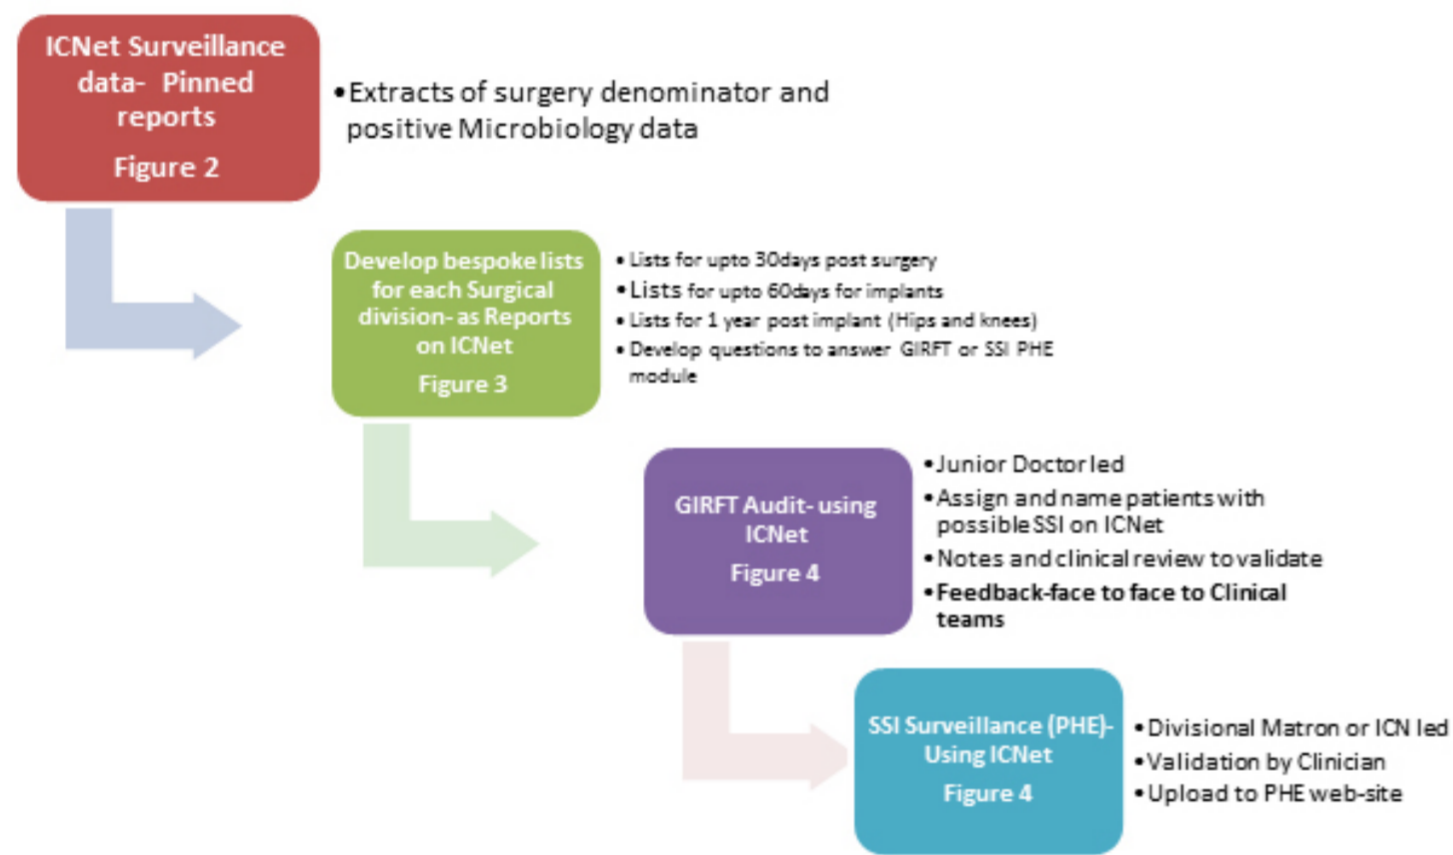 ICNet Surveillance
data- Pinned
reports
Figure 2
•Extracts of surgery denominator and
positive Microbiology data
Develop bespoke lists
for each Surgical
division- as Reports
on ICNet
Figure 3
• Lists for upto 30days post surgery
• Lists for upto 60days for implants
• Lists for 1 year post implant (Hips and knees)
• Develop questions to answer GIRFT or SSI PHE
module
GIRFT Audit- using
ICNet
Figure 4
•Junior Doctor led
•Assign and name patients with
possible SSI on ICNet
•Notes and clinical review to validate
•Feedback-face to face to Clinical
teams
SSI Surveillance (PHE)-
Using ICNet
Figure 4
•Divisional Matron or ICN led
•Validation by Clinician
•Upload to PHE web-site